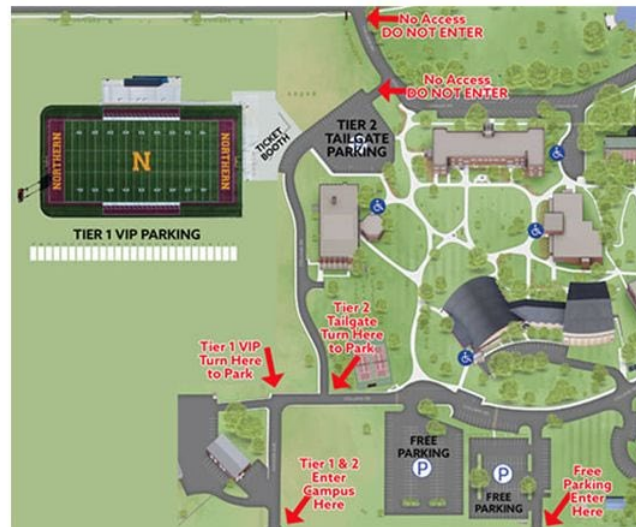 No Access
DO NOT ENTER
No Access
DO NOT ENTER
TIER 2
TAILGATE
PARKING
TICKET
BOOTH
NORTHERN
N
NORTHERN
TIER 1 VIP PARKING
Tier 2
Tailgate
Turn Here
to Park
Tier 1 VIP
Turn Here
to Park
FREE
PARKING
P
P
FREE
PARKING
Tier 1 & 2
Enter
Campus
Here
Free
Parking
Enter
Here